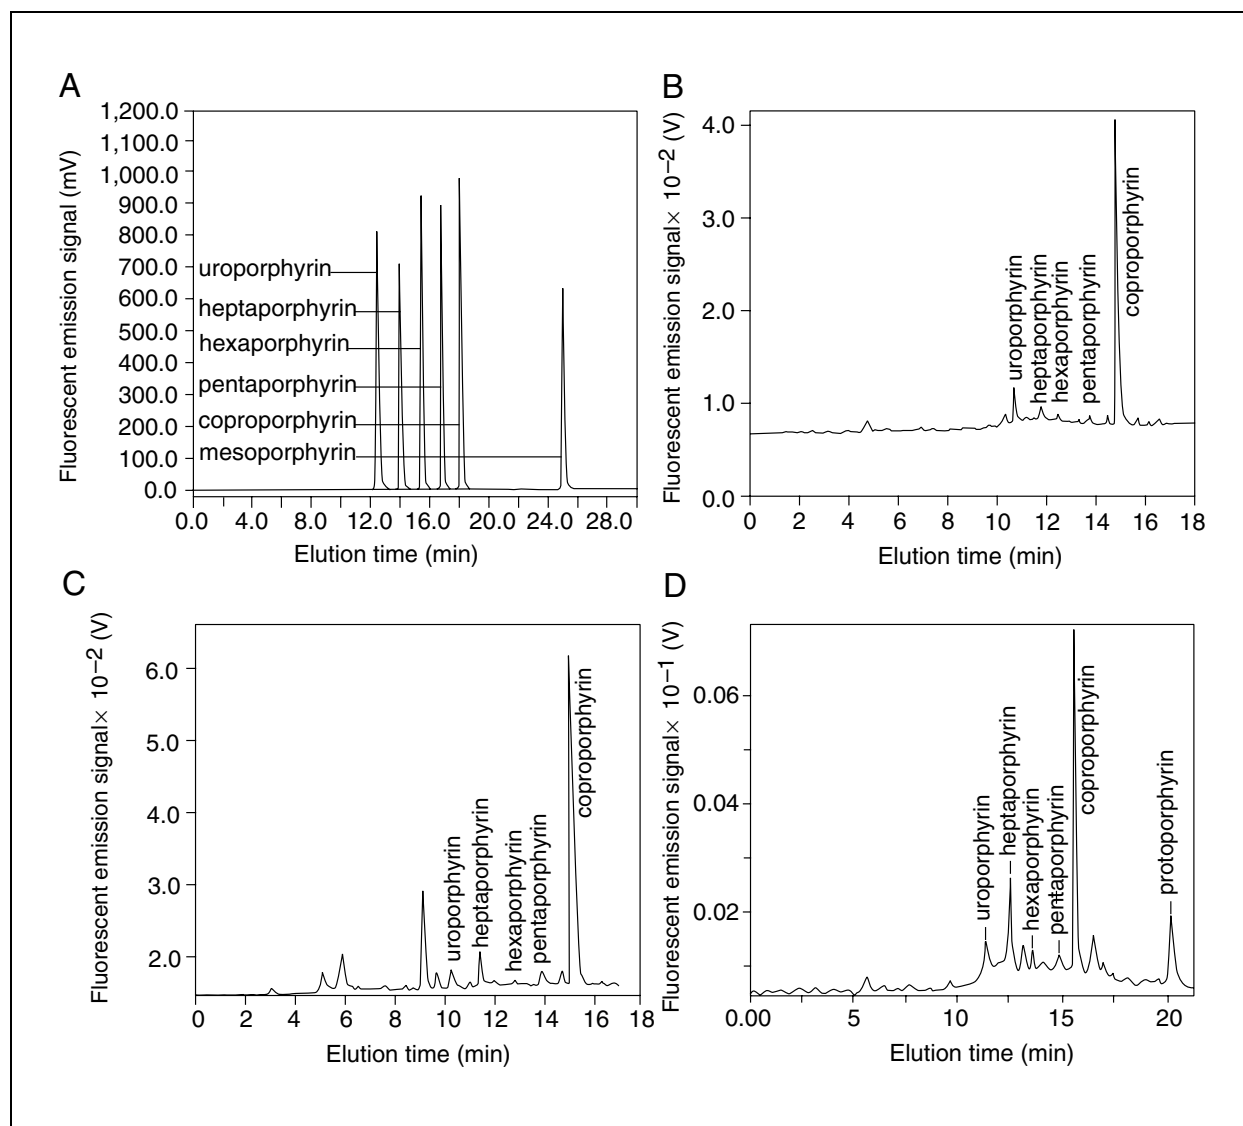 A
Fluorescent emission signal (mV)
1,200.0
1,100.0
1,000.0
900.0
800.0
700.0
600.0
500.0
400.0
300.0
200.0
100.0
0.0
uroporphyrin
heptaporphyrin
hexaporphyrin
pentaporphyrin
coproporphyrin
mesoporphyrin
0.0 4.0 12.0 16.0 20.0 24.0 28.0
Elution time (min)
B
Fluorescent emission signal× 10−2 (V)
4.0
3.0
2.0
1.0
0.0
uroporphyrin
heptaporphyrin
hexaporphyrin
pentaporphyrin
coproporphyrin
0 2 4 6 8 10 12 14 16 18
Elution time (min)
C
Fluorescent emission signal× 10−2 (V)
6.0
5.0
4.0
3.0
2.0
uroporphyrin
heptaporphyrin
hexaporphyrin
pentaporphyrin
coproporphyrin
0 2 4 6 8 10 12 14 16 18
Elution time (min)
D
Fluorescent emission signal× 10−1 (V)
0.06
0.04
0.02
uroporphyrin
heptaporphyrin
hexaporphyrin
pentaporphyrin
coproporphyrin
protoporphyrin
0.00 5 10 15 20
Elution time (min)